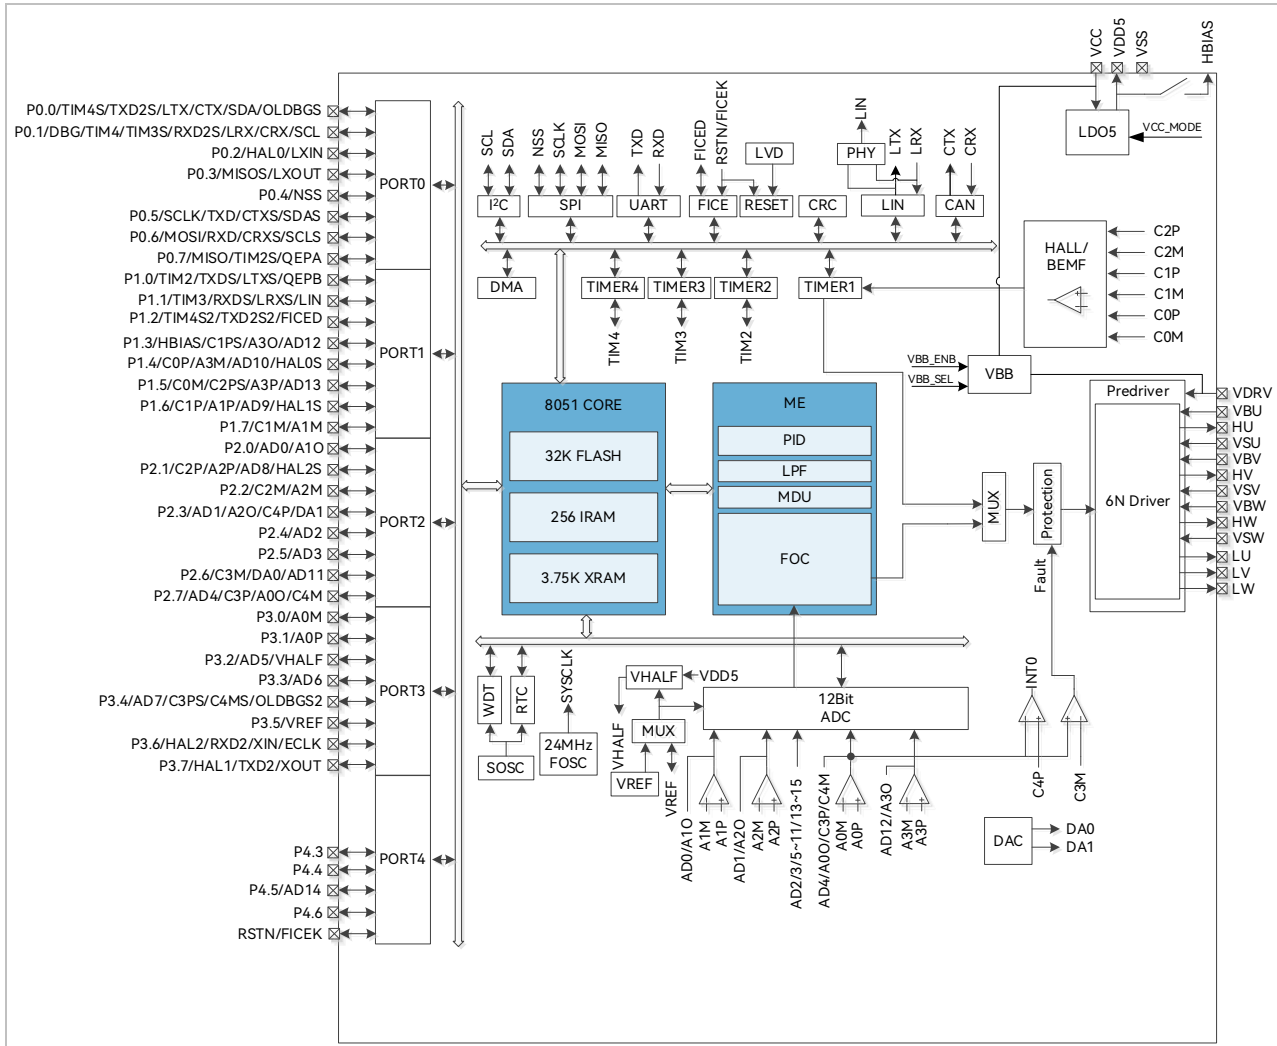 VCC
VDD5
VSS
HBIAS
P0.0/TIM4S/TXD2S/LTX/CTX/SDA/OLDBGS
P0.1/DBG/TIM4/TIM3S/RXD2S/LRX/CRX/SCL
P0.2/HAL0/LXIN
P0.3/MISOS/LXOUT
P0.4/NSS
P0.5/SCLK/TXD/CTXS/SDAS
P0.6/MOSI/RXD/CRXS/SCLS
P0.7/MISO/TIM2S/QEPA
P1.0/TIM2/TXDS/LTXS/QEPB
P1.1/TIM3/RXDS/LRXS/LIN
P1.2/TIM4S2/TXD2S2/FICED
P1.3/HBIAS/C1PS/A3O/AD12
P1.4/C0P/A3M/AD10/HAL0S
P1.5/C0M/C2PS/A3P/AD13
P1.6/C1P/A1P/AD9/HAL1S
P1.7/C1M/A1M
P2.0/AD0/A1O
P2.1/C2P/A2P/AD8/HAL2S
P2.2/C2M/A2M
P2.3/AD1/A2O/C4P/DA1
P2.4/AD2
P2.5/AD3
P2.6/C3M/DA0/AD11
P2.7/AD4/C3P/A0O/C4M
P3.0/A0M
P3.1/A0P
P3.2/AD5/VHALF
P3.3/AD6
P3.4/AD7/C3PS/C4MS/OLDBGS2
P3.5/VREF
P3.6/HAL2/RXD2/XIN/ECLK
P3.7/HAL1/TXD2/XOUT
P4.3
P4.4
P4.5/AD14
P4.6
RSTN/FICEK
PORT0
PORT1
PORT2
PORT3
PORT4
SCL
SDA
NSS
SCLK
MOSI
MISO
TXD
RXD
FICED
RSTN/FICEK
LVD
LIN
PHY
LTX
LRX
CTX
CRX
I²C
SPI
UART
FICE
RESET
CRC
LIN
CAN
DMA
TIMER4
TIMER3
TIMER2
TIMER1
TIM4
TIM3
TIM2
LDO5
VCC_MODE
HALL/
BEMF
C2P
C2M
C1P
C1M
C0P
C0M
VBB_ENB
VBB_SEL
VBB
8051 CORE
32K FLASH
256 IRAM
3.75K XRAM
ME
PID
LPF
MDU
FOC
MUX
Protection
Fault
Predriver
6N Driver
VDRV
VBU
HU
VSU
VBV
HV
VSV
VBW
HW
VSW
LU
LV
LW
WDT
RTC
SOSC
SYSCLK
24MHz
FOSC
VHALF
VDD5
VHALF
MUX
VREF
VREF
12Bit
ADC
AD0/A1O
A1M
A1P
AD1/A2O
A2M
A2P
AD2/3/5~11/13~15
AD4/A0O/C3P/C4M
A0M
A0P
AD12/A3O
A3M
A3P
INT0
C4P
C3M
DAC
DA0
DA1